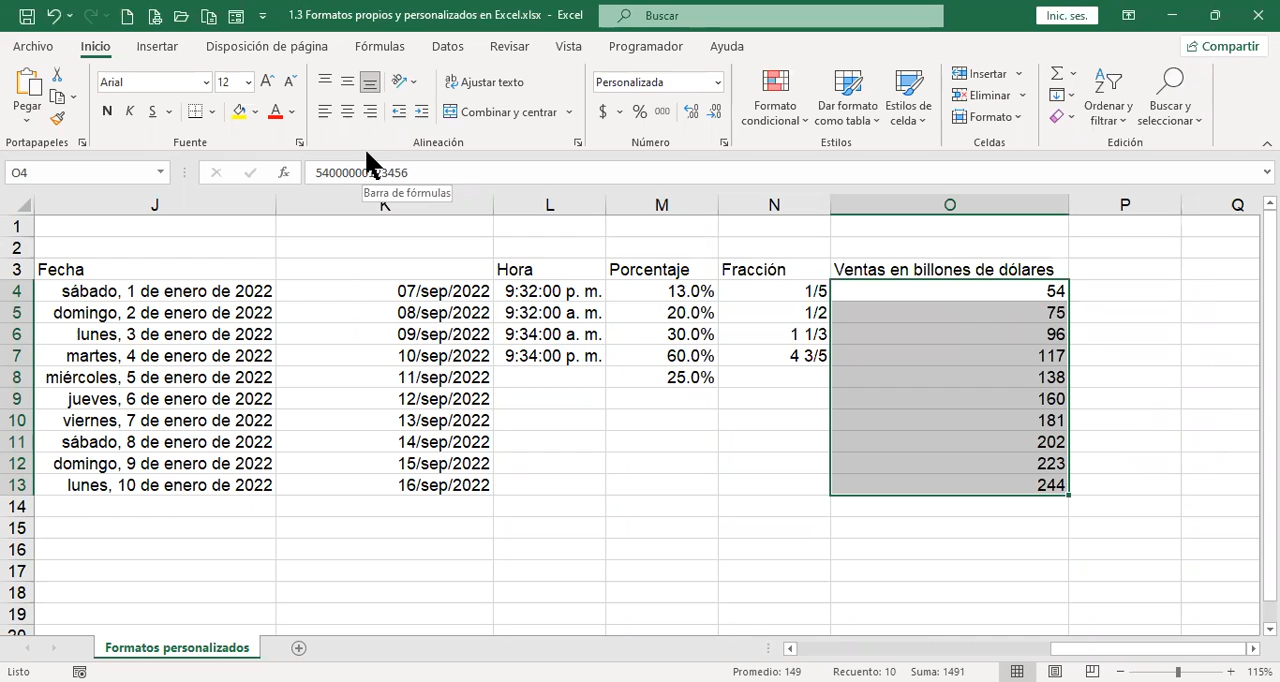 1.3 Formatos propios y personalizados en Excel.xlsx - Excel
Buscar
Inic. ses.
Archivo Inicio Insertar Disposición de página Fórmulas Datos Revisar Vista Programador Ayuda
Compartir
Pegar
Portapapeles
Arial 12
N K S
Fuente
Ajustar texto
Combinar y centrar
Alineación
Personalizada
$ % 000
Número
Formato condicional
Dar formato como tabla
Estilos de celda
Estilos
Insertar
Eliminar
Formato
Celdas
Ordenar y filtrar
Buscar y seleccionar
Edición
O4 fx
Barra de fórmulas
J K L M N O P Q
1
2
3 Fecha Hora Porcentaje Fracción Ventas en billones de dólares
4 sábado, 1 de enero de 2022 07/sep/2022 9:32:00 p. m. 13.0% 1/5 54
5 domingo, 2 de enero de 2022 08/sep/2022 9:32:00 a. m. 20.0% 1/2 75
6 lunes, 3 de enero de 2022 09/sep/2022 9:34:00 a. m. 30.0% 1 1/3 96
7 martes, 4 de enero de 2022 10/sep/2022 9:34:00 p. m. 60.0% 4 3/5 117
8 miércoles, 5 de enero de 2022 11/sep/2022 25.0% 138
9 jueves, 6 de enero de 2022 12/sep/2022 160
10 viernes, 7 de enero de 2022 13/sep/2022 181
11 sábado, 8 de enero de 2022 14/sep/2022 202
12 domingo, 9 de enero de 2022 15/sep/2022 223
13 lunes, 10 de enero de 2022 16/sep/2022 244
14
15
16
17
18
19
20
Formatos personalizados
Listo
Promedio: 149 Recuento: 10 Suma: 1491
115%